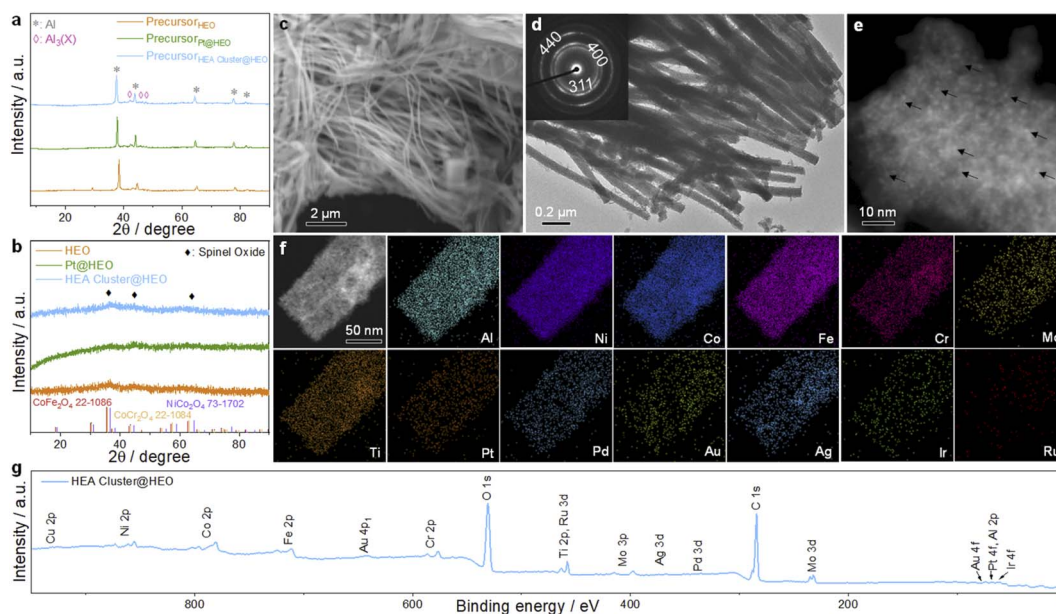 a
✻: Al
◊: Al₃(X)
Precursor_HEO
Precursor_Pt@HEO
Precursor_HEA Cluster@HEO
Intensity / a.u.
20 40 60 80
2θ / degree
b
HEO
Pt@HEO
HEA Cluster@HEO
♦: Spinel Oxide
Intensity / a.u.
CoFe₂O₄ 22-1086
NiCo₂O₄ 73-1702
CoCr₂O₄ 22-1084
20 40 60 80
2θ / degree
c
2 µm
d
440
400
311
0.2 µm
e
10 nm
f
50 nm
Al
Ni
Co
Fe
Cr
Mo
Ti
Pt
Pd
Au
Ag
Ir
Ru
g
HEA Cluster@HEO
Intensity / a.u.
Cu 2p
Ni 2p
Co 2p
Fe 2p
Au 4p₁
Cr 2p
O 1s
Ti 2p, Ru 3d
Mo 3p
Ag 3d
Pd 3d
C 1s
Mo 3d
Au 4f
Pt 4f, Al 2p
Ir 4f
800 600 400 200
Binding energy / eV